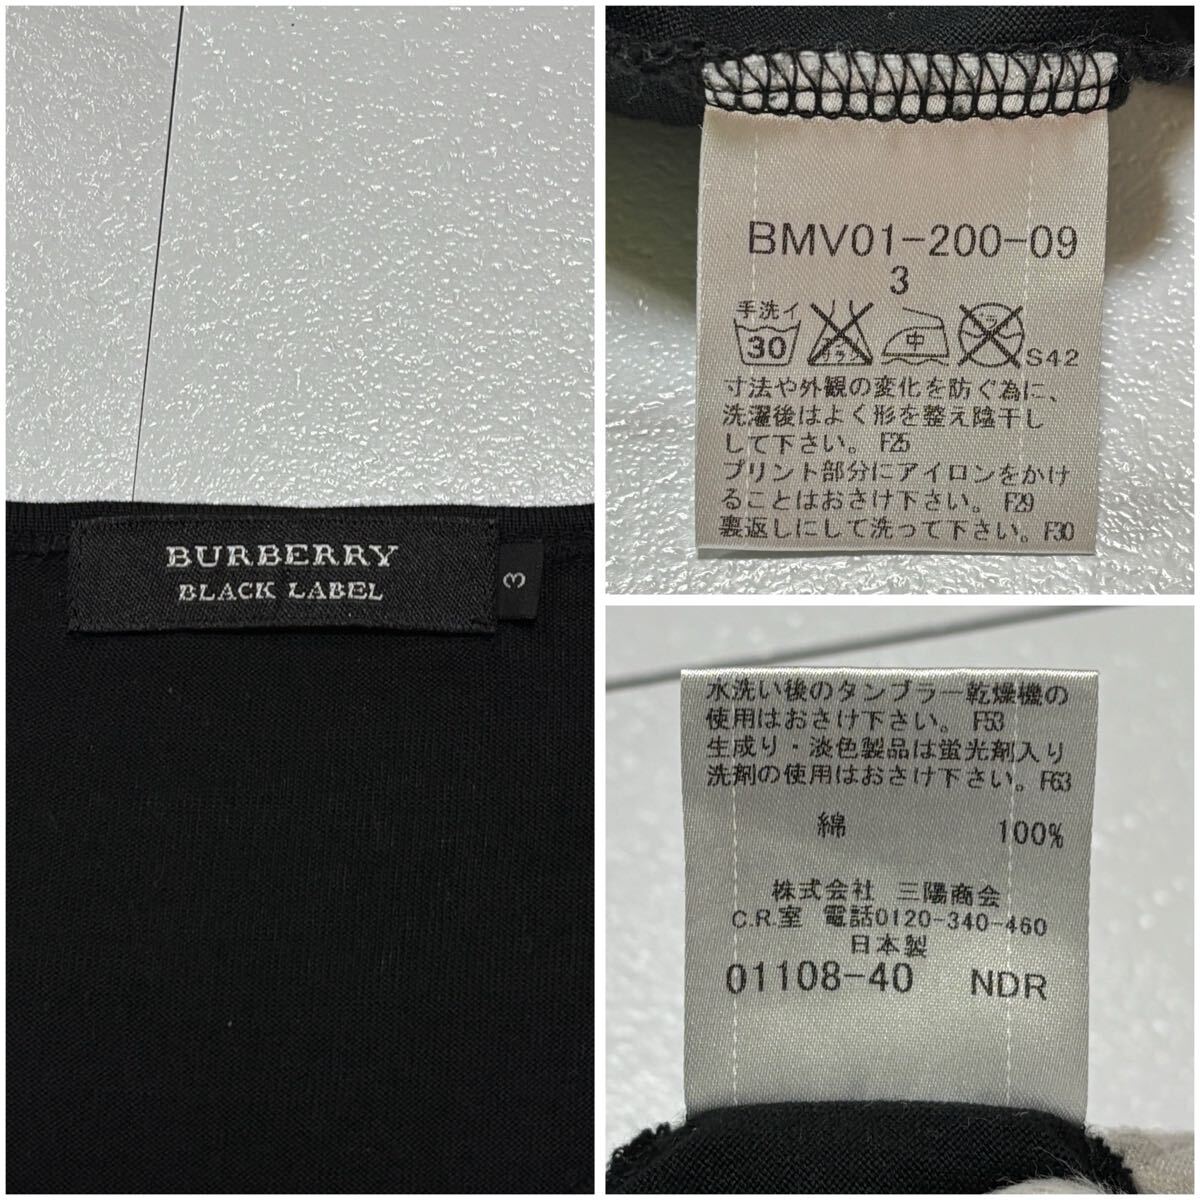 BURBERRY
BLACK LABEL
3
BMV01-200-09
3
手洗イ
30
中
S42
寸法や外観の変化を防ぐ為に、
洗濯後はよく形を整え陰干し
して下さい。 F25
プリント部分にアイロンをかけ
ることはおさけ下さい。 F29
裏返しにして洗って下さい。F30
水洗い後のタンブラー乾燥機の
使用はおさけ下さい。 F53
生成り・淡色製品は蛍光剤入り
洗剤の使用はおさけ下さい。F63
綿 100%
株式会社 三陽商会
C.R.室 電話0120-340-460
日本製
01108-40 NDR